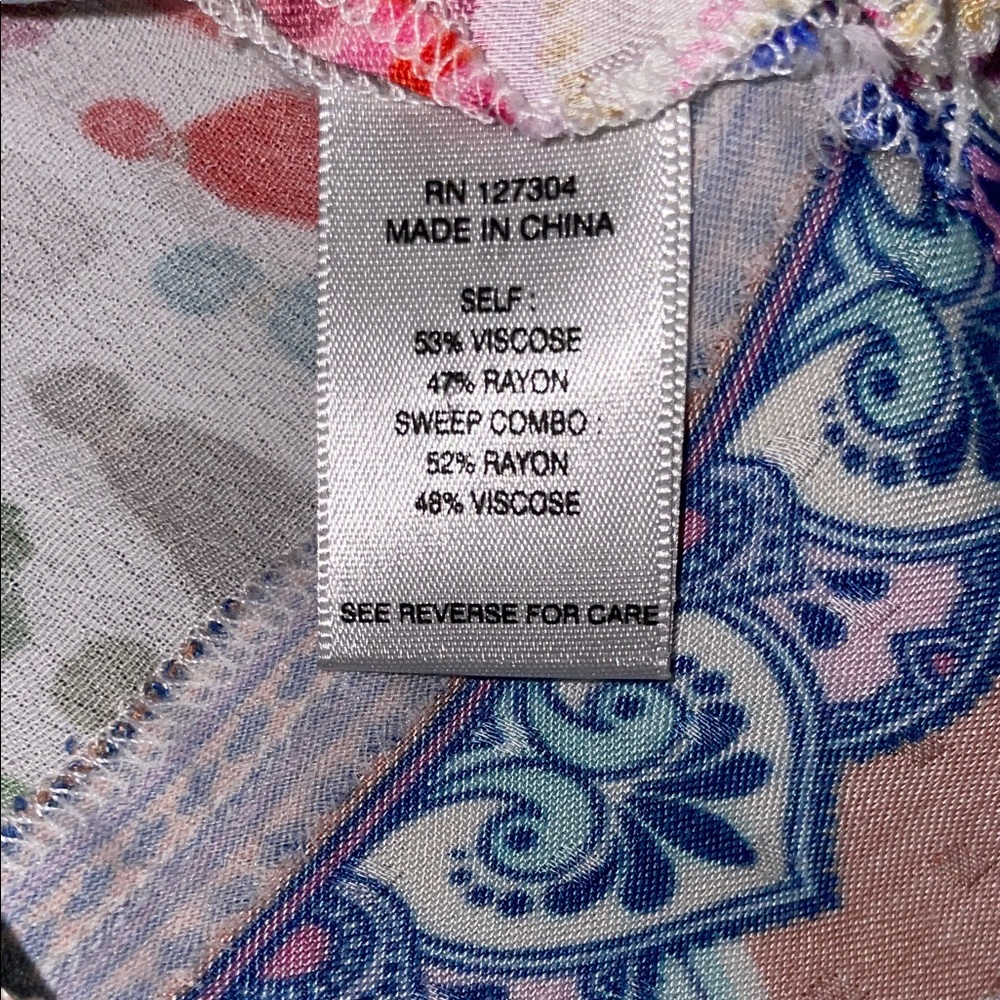 RN 127304
MADE IN CHINA
SELF :
53% VISCOSE
47% RAYON
SWEEP COMBO :
52% RAYON
48% VISCOSE
SEE REVERSE FOR CARE